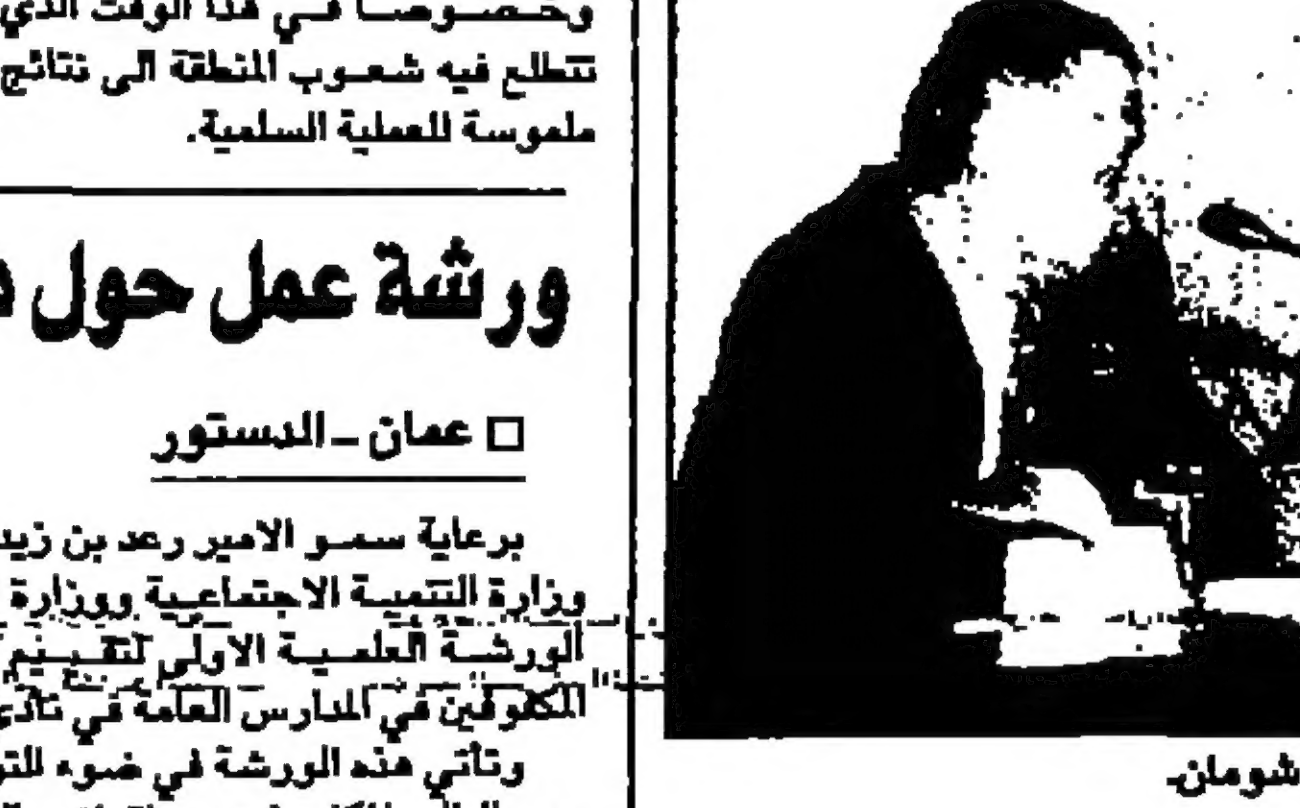 وخصوصا في هذا الوقت الذي
تتطلع فيه شعوب المنطقة الى نتائج
ملموسة للعملية السلمية.
ورشة عمل حول
□ عمان ـ الدستور
برعاية سمو الامير رعد بن زيد
وزارة التنمية الاجتماعية ووزارة
الورشة العلمية الاولى لتقييم
المكفوفين في المدارس العامة في نادي
وتأتي هذه الورشة في ضوء
شومان.